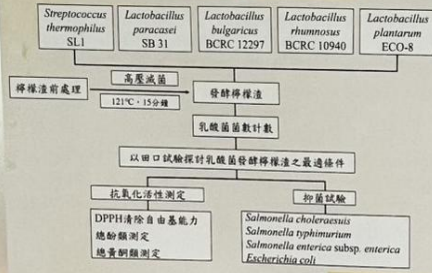 Streptococcus
thermophilus
SL1
Lactobacillus
paracasei
SB 31
Lactobacillus
bulgaricus
BCRC 12297
Lactobacillus
rhumnosus
BCRC 10940
Lactobacillus
plantarum
ECO-8
檸檬渣前處理
高壓滅菌
121℃，15分鐘
發酵檸檬渣
乳酸菌菌數計數
以田口試驗探討乳酸菌發酵檸檬渣之最適條件
抗氧化活性測定
DPPH清除自由基能力
總酚類測定
總黃酮類測定
抑菌試驗
Salmonella choleraesuis
Salmonella typhimurium
Salmonella enterica subsp. enterica
Escherichia coli